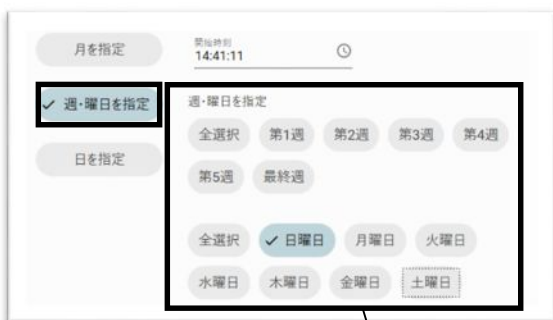 月を指定
開始時刻
14:41:11
週・曜日を指定
週・曜日を指定
全選択 第1週 第2週 第3週 第4週
第5週 最終週
日を指定
全選択 日曜日 月曜日 火曜日
水曜日 木曜日 金曜日 土曜日